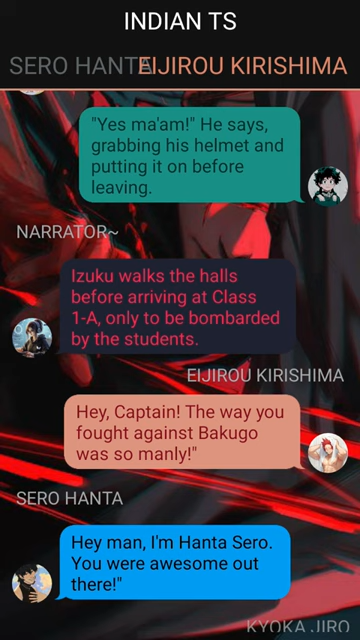 INDIAN TS
SERO HANTA EIJIROU KIRISHIMA
"Yes ma'am!" He says,
grabbing his helmet and
putting it on before
leaving.
NARRATOR~
Izuku walks the halls
before arriving at Class
1-A, only to be bombarded
by the students.
EIJIROU KIRISHIMA
Hey, Captain! The way you
fought against Bakugo
was so manly!"
SERO HANTA
Hey man, I'm Hanta Sero.
You were awesome out
there!"
KYOKA JIRO